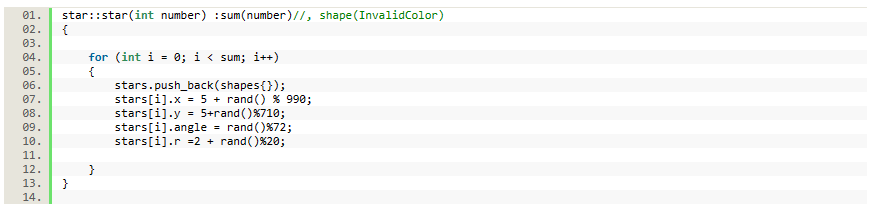 01. star::star(int number) :sum(number)//, shape(InvalidColor)
02. {
03.
04.     for (int i = 0; i < sum; i++)
05.     {
06.         stars.push_back(shapes{});
07.         stars[i].x = 5 + rand() % 990;
08.         stars[i].y = 5+rand()%710;
09.         stars[i].angle = rand()%72;
10.         stars[i].r =2 + rand()%20;
11.
12.     }
13. }
14.